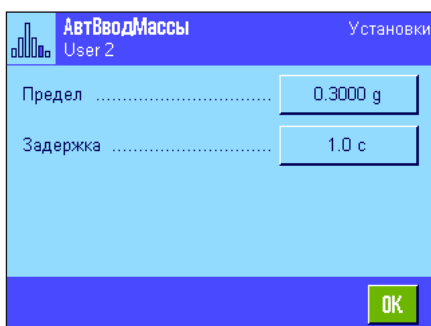 АвтВводМассы
Установки
User 2
Предел .............................. 0.3000 g
Задержка ........................... 1.0 с
OK